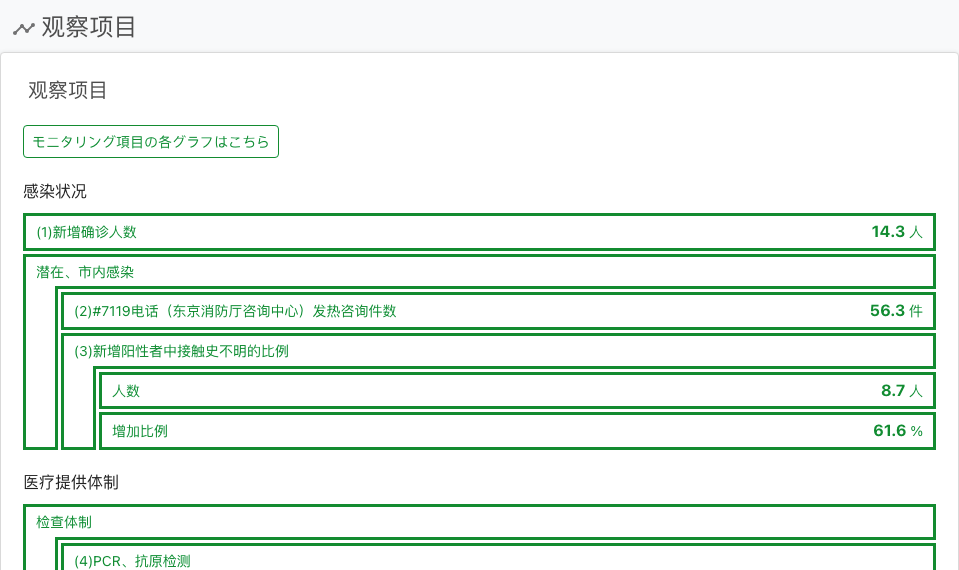 观察项目
观察项目
モニタリング項目の各グラフはこちら
感染状况
(1)新增确诊人数 14.3 人
潜在、市内感染
(2)#7119电话（东京消防厅咨询中心）发热咨询件数 56.3 件
(3)新增阳性者中接触史不明的比例
人数 8.7 人
增加比例 61.6 %
医疗提供体制
检查体制
(4)PCR、抗原检测